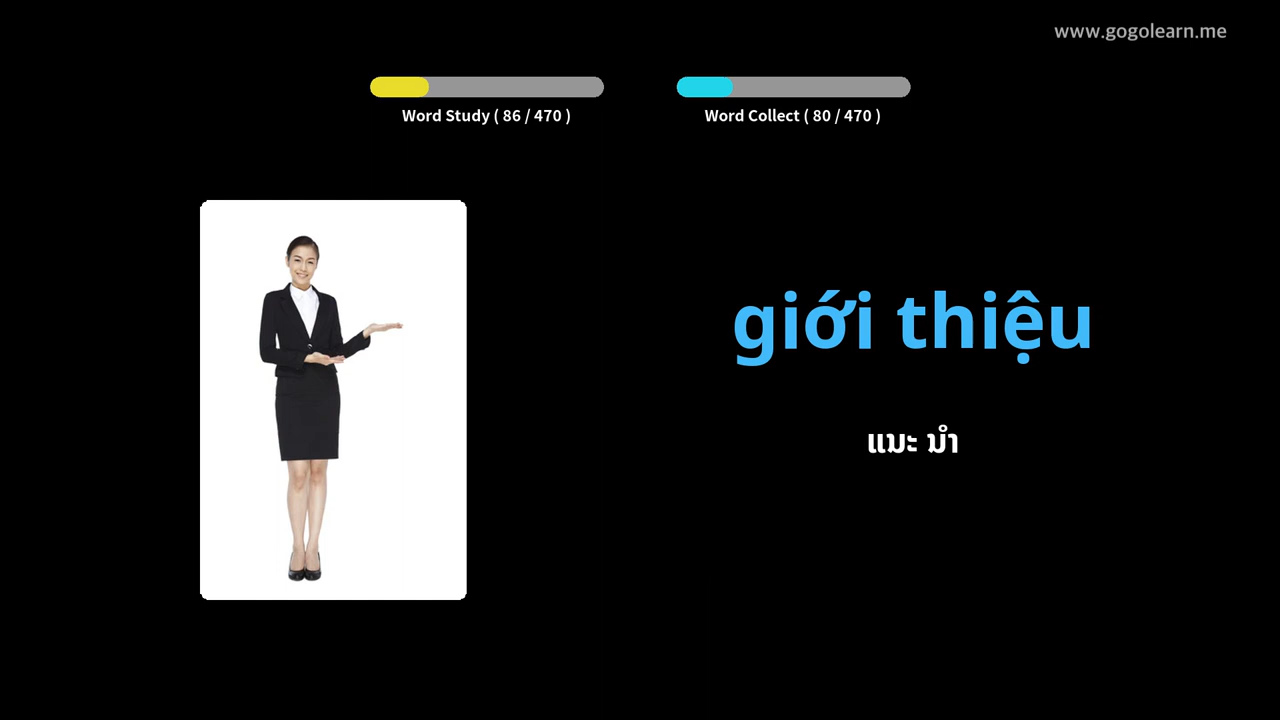 www.gogolearn.me
Word Study ( 86 / 470 )
Word Collect ( 80 / 470 )
giới thiệu
ແນະ ນຳ